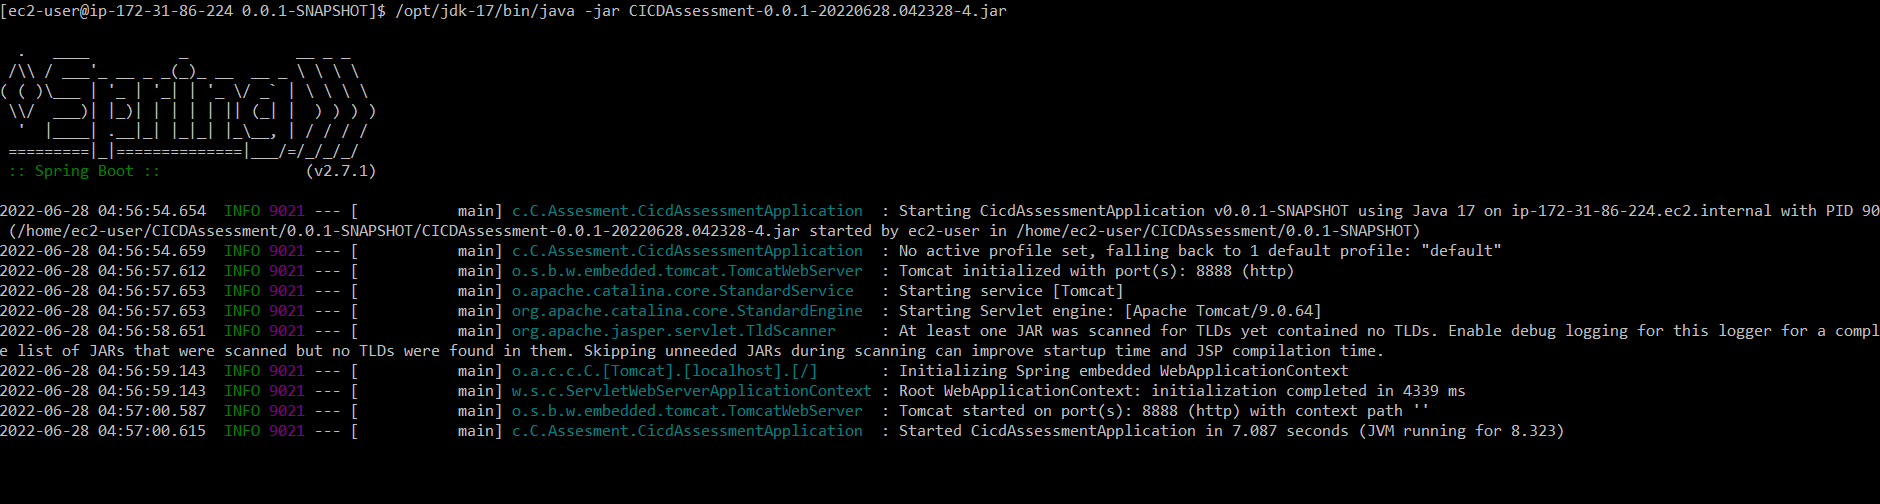 [ec2-user@ip-172-31-86-224 0.0.1-SNAPSHOT]$ /opt/jdk-17/bin/java -jar CICDAssessment-0.0.1-20220628.042328-4.jar
  .   ____          _            __ _ _
 /\\ / ___'_ __ _ _(_)_ __  __ _ \ \ \ \
( ( )\___ | '_ | '_| | '_ \/ _` | \ \ \ \
 \\/  ___)| |_)| | | | | || (_| |  ) ) ) )
  '  |____| .__|_| |_|_| |_\__, | / / / /
 =========|_|==============|___/=/_/_/_/
 :: Spring Boot ::                (v2.7.1)
2022-06-28 04:56:54.654  INFO 9021 --- [           main] c.C.Assesment.CicdAssessmentApplication  : Starting CicdAssessmentApplication v0.0.1-SNAPSHOT using Java 17 on ip-172-31-86-224.ec2.internal with PID 90
 (/home/ec2-user/CICDAssessment/0.0.1-SNAPSHOT/CICDAssessment-0.0.1-20220628.042328-4.jar started by ec2-user in /home/ec2-user/CICDAssessment/0.0.1-SNAPSHOT)
2022-06-28 04:56:54.659  INFO 9021 --- [           main] c.C.Assesment.CicdAssessmentApplication  : No active profile set, falling back to 1 default profile: "default"
2022-06-28 04:56:57.612  INFO 9021 --- [           main] o.s.b.w.embedded.tomcat.TomcatWebServer  : Tomcat initialized with port(s): 8888 (http)
2022-06-28 04:56:57.653  INFO 9021 --- [           main] o.apache.catalina.core.StandardService   : Starting service [Tomcat]
2022-06-28 04:56:57.653  INFO 9021 --- [           main] org.apache.catalina.core.StandardEngine  : Starting Servlet engine: [Apache Tomcat/9.0.64]
2022-06-28 04:56:58.651  INFO 9021 --- [           main] org.apache.jasper.servlet.TldScanner     : At least one JAR was scanned for TLDs yet contained no TLDs. Enable debug logging for this logger for a comple
e list of JARs that were scanned but no TLDs were found in them. Skipping unneeded JARs during scanning can improve startup time and JSP compilation time.
2022-06-28 04:56:59.143  INFO 9021 --- [           main] o.a.c.c.C.[Tomcat].[localhost].[/]       : Initializing Spring embedded WebApplicationContext
2022-06-28 04:56:59.143  INFO 9021 --- [           main] w.s.c.ServletWebServerApplicationContext : Root WebApplicationContext: initialization completed in 4339 ms
2022-06-28 04:57:00.587  INFO 9021 --- [           main] o.s.b.w.embedded.tomcat.TomcatWebServer  : Tomcat started on port(s): 8888 (http) with context path ''
2022-06-28 04:57:00.615  INFO 9021 --- [           main] c.C.Assesment.CicdAssessmentApplication  : Started CicdAssessmentApplication in 7.087 seconds (JVM running for 8.323)